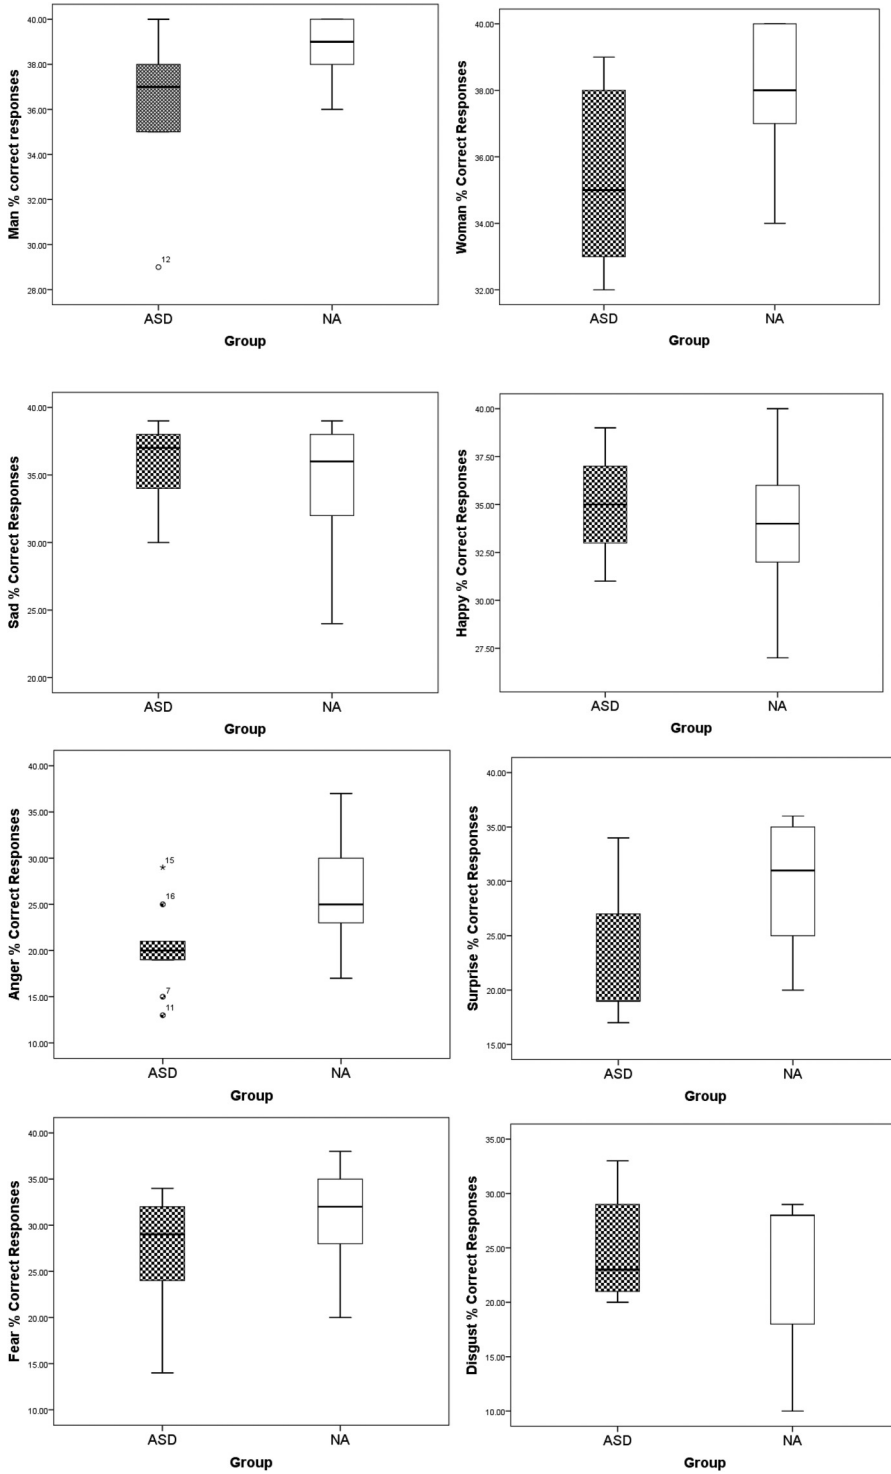 Man % correct responses
40.00
38.00
36.00
34.00
32.00
30.00
28.00
12
ASD
NA
Group
Woman % Correct Responses
40.00
38.00
36.00
34.00
32.00
ASD
NA
Group
Sad % Correct Responses
40.00
35.00
30.00
25.00
20.00
ASD
NA
Group
Happy % Correct Responses
40.00
37.50
35.00
32.50
30.00
27.50
ASD
NA
Group
Anger % Correct Responses
40.00
35.00
30.00
25.00
20.00
15.00
10.00
15
16
7
11
ASD
NA
Group
Surprise % Correct Responses
40.00
35.00
30.00
25.00
20.00
15.00
ASD
NA
Group
Fear % Correct Responses
40.00
35.00
30.00
25.00
20.00
15.00
10.00
ASD
NA
Group
Disgust % Correct Responses
35.00
30.00
25.00
20.00
15.00
10.00
ASD
NA
Group